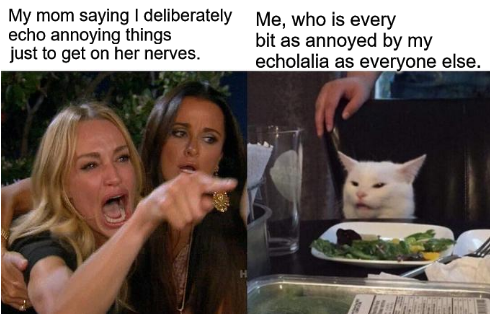 My mom saying I deliberately
echo annoying things
just to get on her nerves.
Me, who is every
bit as annoyed by my
echolalia as everyone else.